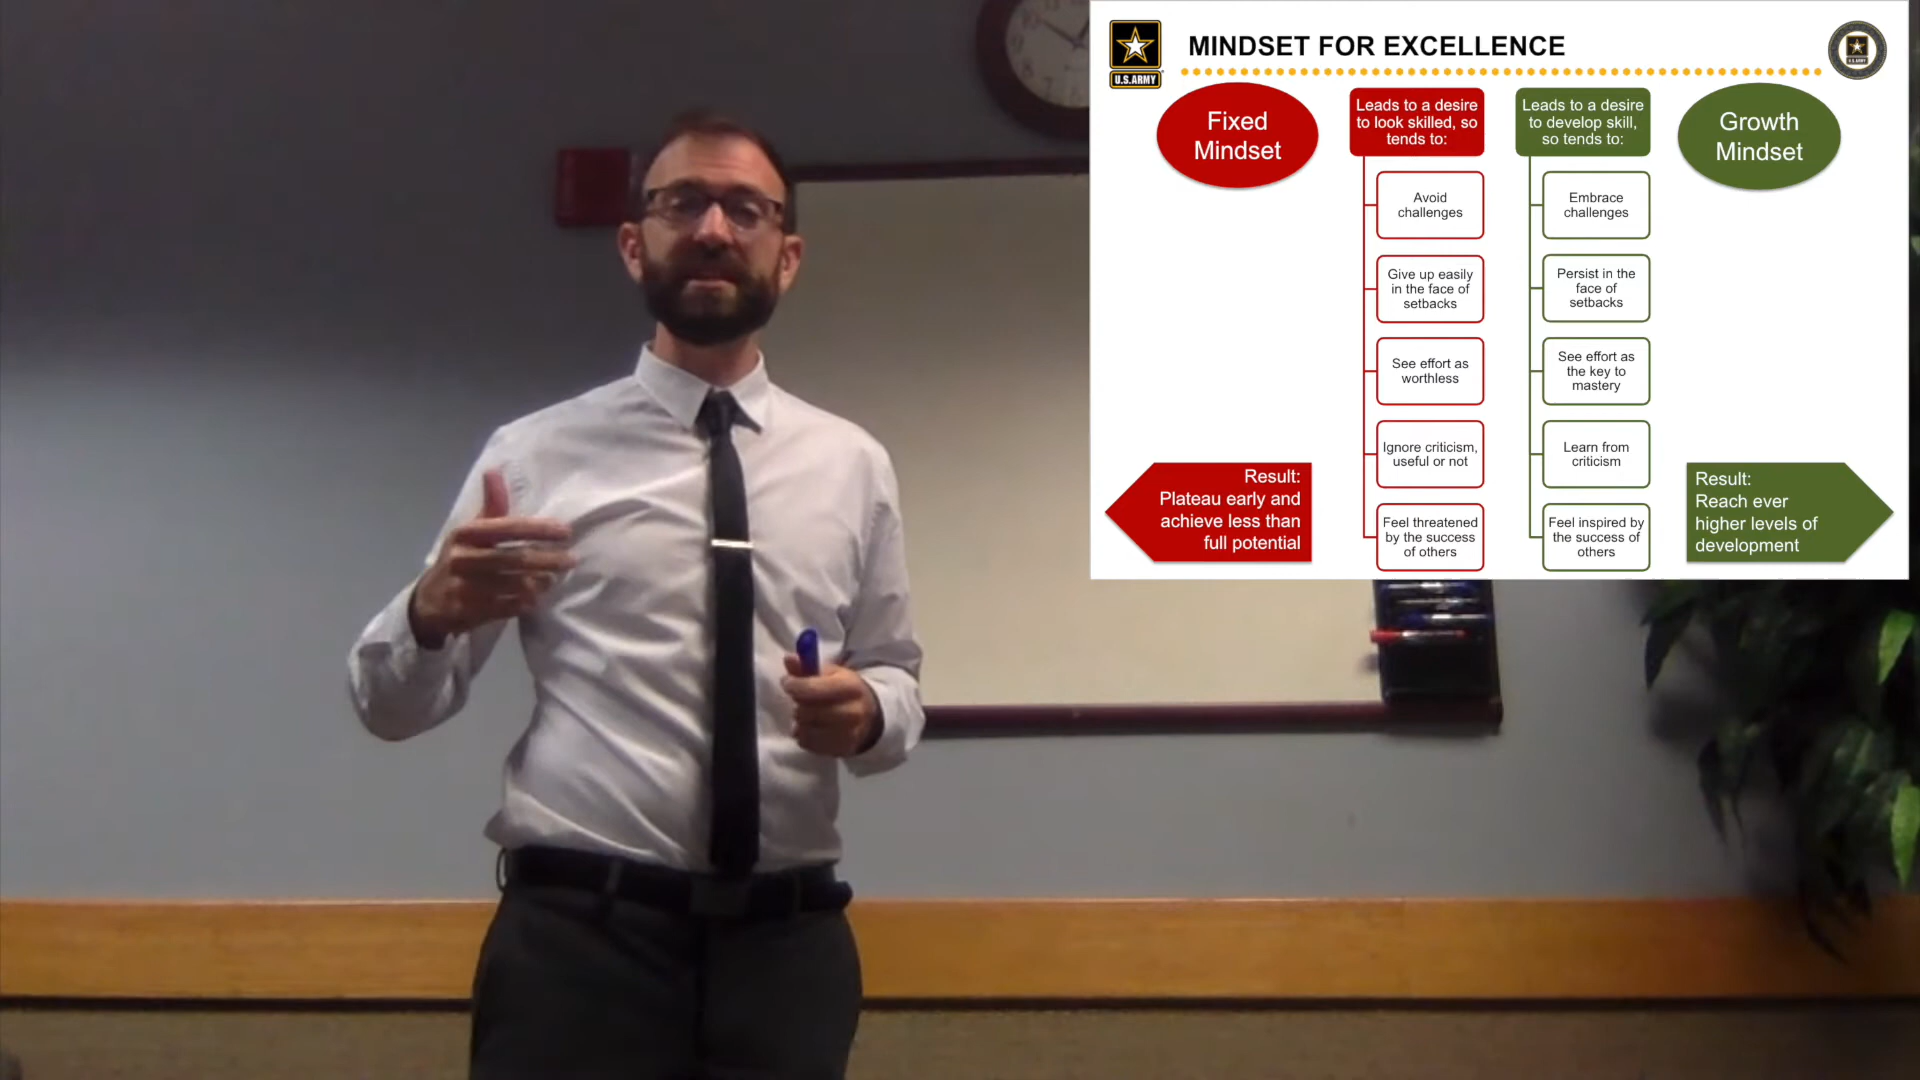 MINDSET FOR EXCELLENCE
U.S.ARMY
Fixed
Mindset
Leads to a desire
to look skilled, so
tends to:
Avoid
challenges
Give up easily
in the face of
setbacks
See effort as
worthless
Ignore criticism,
useful or not
Feel threatened
by the success
of others
Result:
Plateau early and
achieve less than
full potential
Leads to a desire
to develop skill,
so tends to:
Embrace
challenges
Persist in the
face of
setbacks
See effort as
the key to
mastery
Learn from
criticism
Feel inspired by
the success of
others
Growth
Mindset
Result:
Reach ever
higher levels of
development